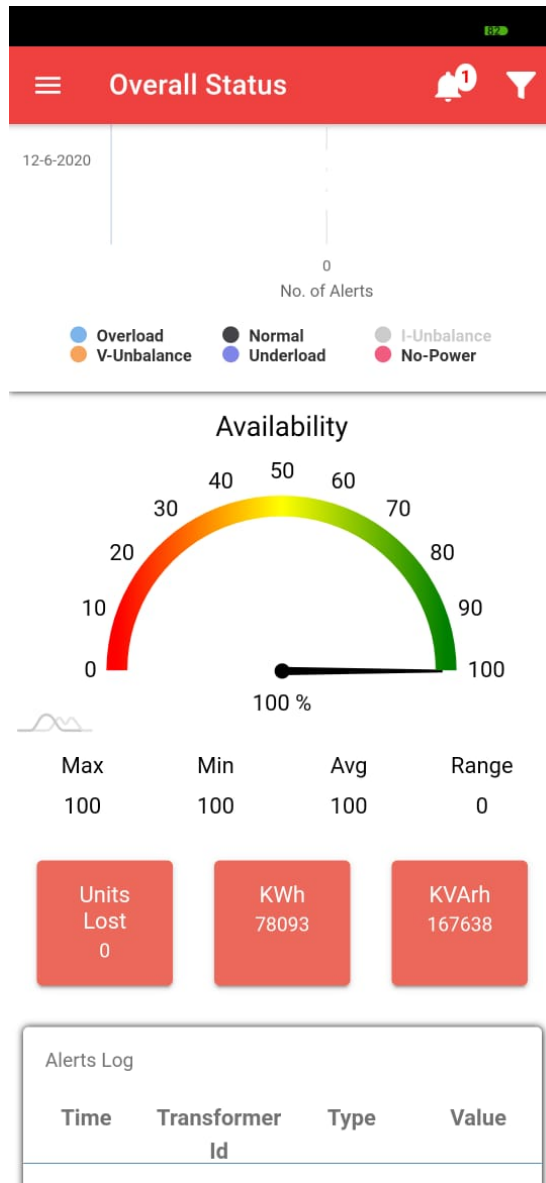 82
Overall Status
1
12-6-2020
0
No. of Alerts
Overload Normal I-Unbalance
V-Unbalance Underload No-Power
Availability
50
40 60
30 70
20 80
10 90
0 100
100 %
Max Min Avg Range
100 100 100 0
Units KWh KVArh
Lost 78093 167638
0
Alerts Log
Time Transformer Type Value
Id